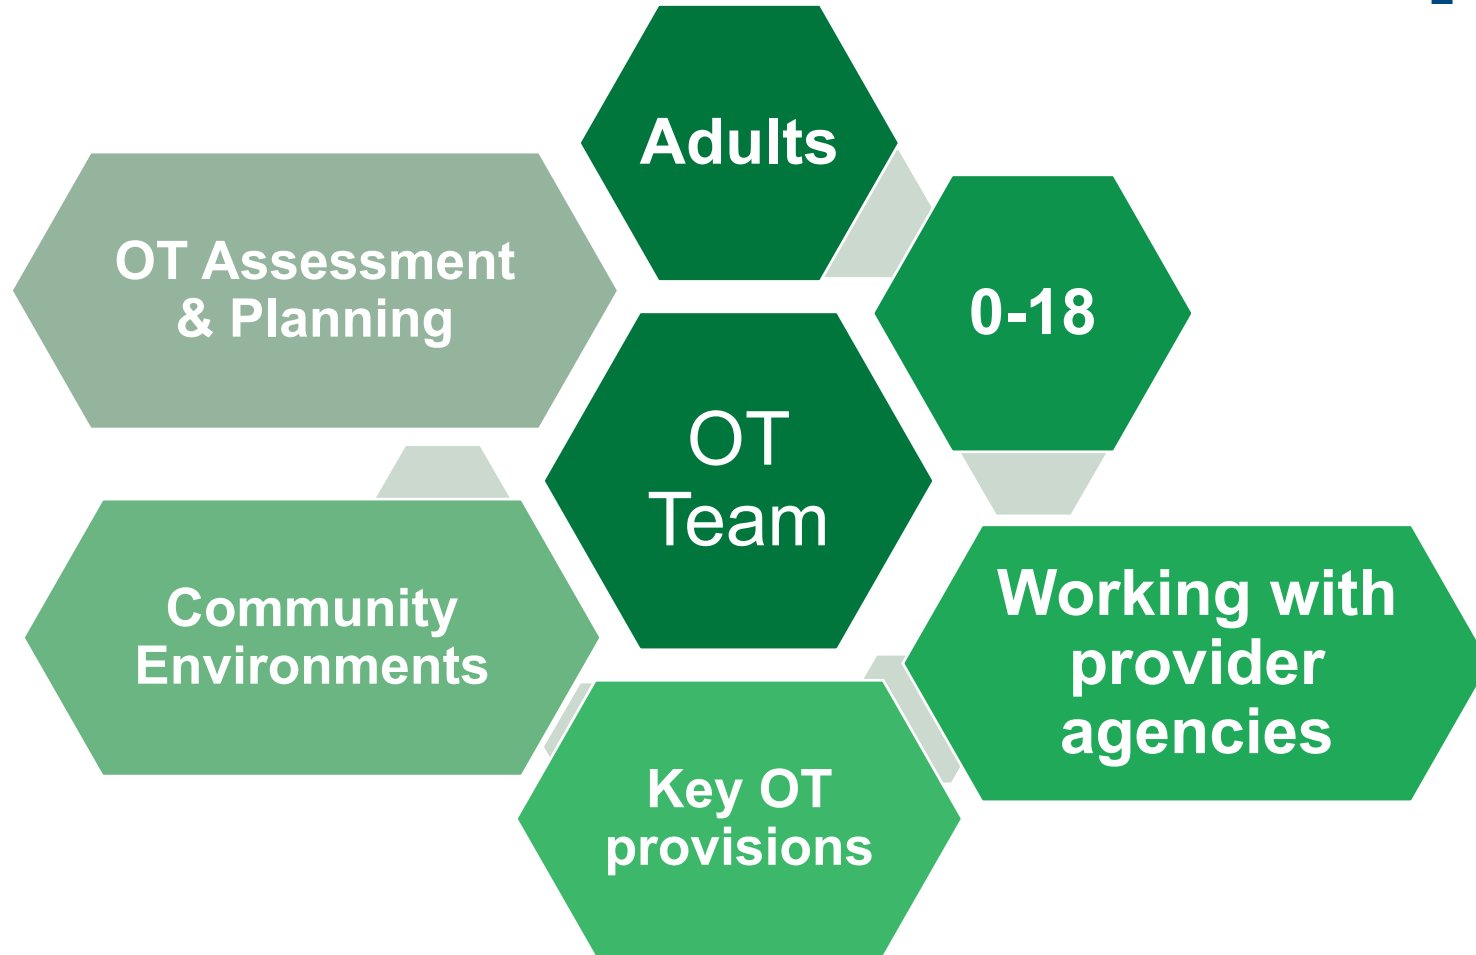 Adults
0-18
OT Assessment
& Planning
OT
Team
Working with
provider
agencies
Community
Environments
Key OT
provisions